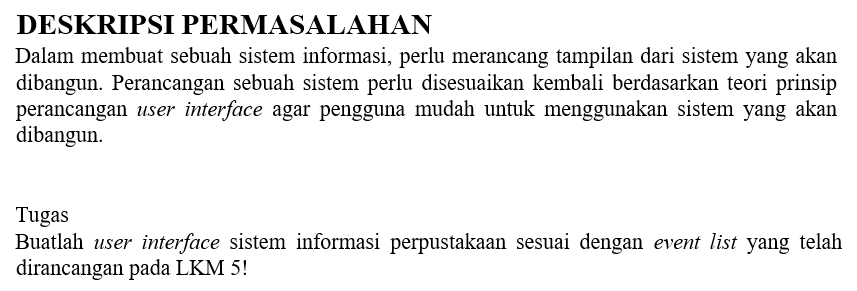 DESKRIPSI PERMASALAHAN
Dalam membuat sebuah sistem informasi, perlu merancang tampilan dari sistem yang akan
dibangun. Perancangan sebuah sistem perlu disesuaikan kembali berdasarkan teori prinsip
perancangan user interface agar pengguna mudah untuk menggunakan sistem yang akan
dibangun.
Tugas
Buatlah user interface sistem informasi perpustakaan sesuai dengan event list yang telah
dirancangan pada LKM 5!